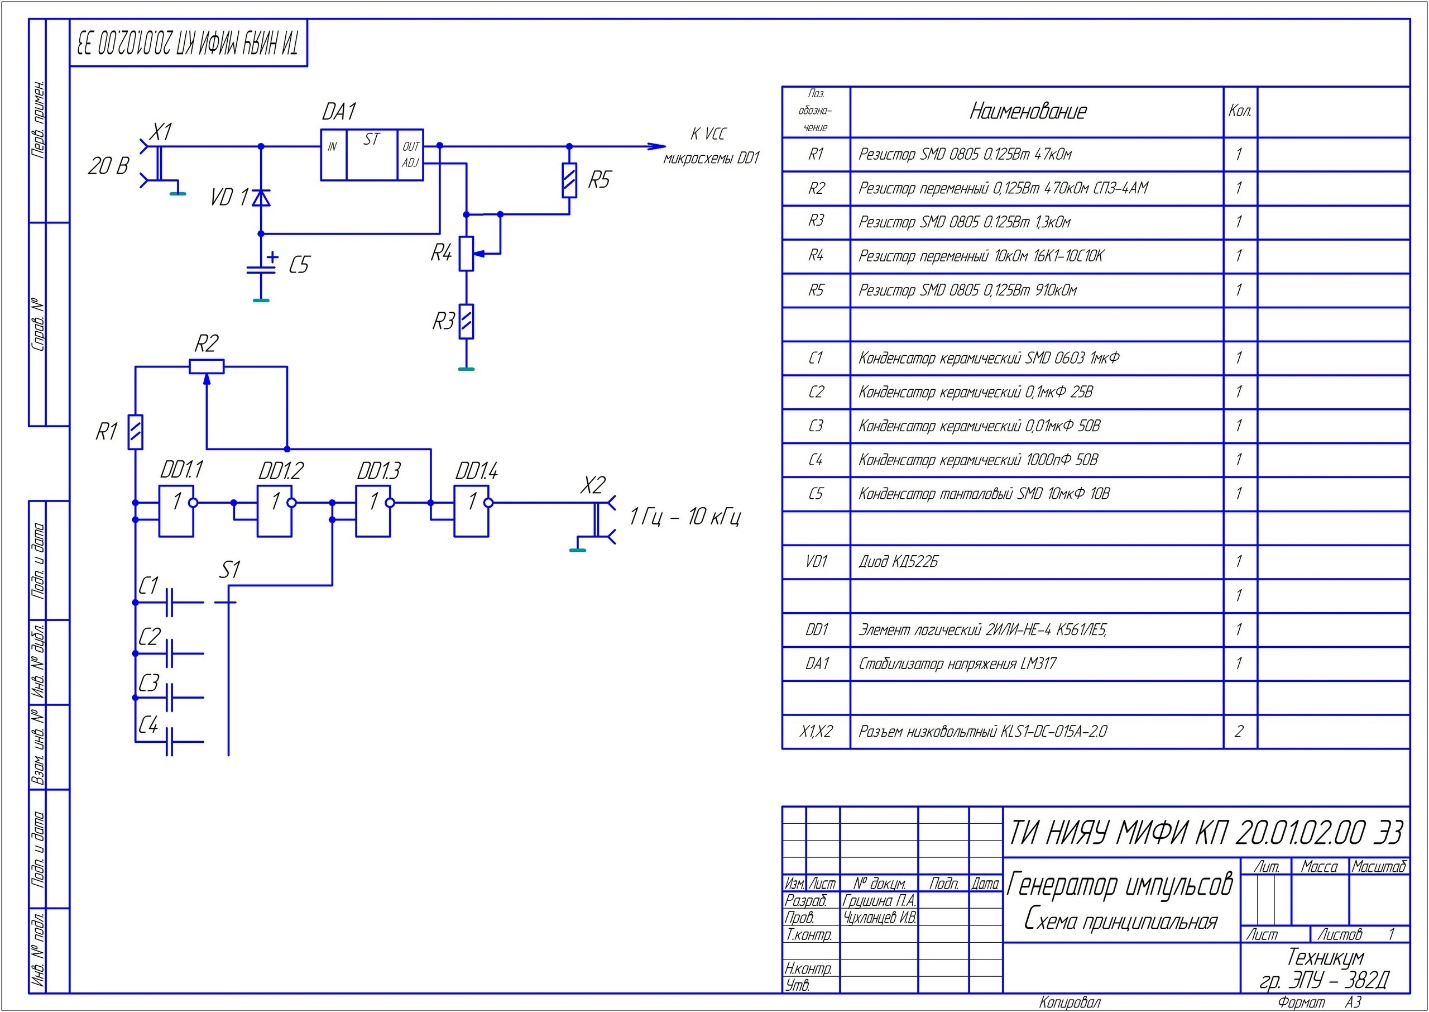 ТИ НИЯУ МИФИ КП 20.01.02.00 ЭЗ
Перв. примен.
Справ. №
Подп. и дата
Инв. № дубл.
Взам. инв. №
Подп. и дата
Инв. № подл.
X1
20 В
DA1
IN
ST
OUT
ADJ
К VCC
микросхемы DD1
VD 1
R5
R4
+
C5
R3
R2
R1
DD1.1
DD1.2
DD1.3
DD1.4
1
1
1
1
X2
1 Гц - 10 кГц
S1
C1
C2
C3
C4
Поз. обозна- чение Наименование Кол.
R1 Резистор SMD 0805 0.125Вт 47кОм 1
R2 Резистор переменный 0,125Вт 470кОм СПЗ-4АМ 1
R3 Резистор SMD 0805 0.125Вт 1,3кОм 1
R4 Резистор переменный 10кОм 16К1-10С10К 1
R5 Резистор SMD 0805 0,125Вт 910кОм 1
C1 Конденсатор керамический SMD 0603 1мкФ 1
C2 Конденсатор керамический 0,1мкФ 25В 1
C3 Конденсатор керамический 0,01мкФ 50В 1
C4 Конденсатор керамический 1000пФ 50В 1
C5 Конденсатор танталовый SMD 10мкФ 10В 1
VD1 Диод КД522Б 1
1
DD1 Элемент логический 2ИЛИ-НЕ-4 К561ЛЕ5, 1
DA1 Стабилизатор напряжения LM317 1
X1,X2 Разъем низковольтный KLS1-DC-015A-2.0 2
ТИ НИЯУ МИФИ КП 20.01.02.00 ЭЗ
Изм. Лист № докум. Подп. Дата
Разраб. Грушина П.А.
Пров. Чухланцев И.В.
Т.контр.
Н.контр.
Утв.
Генератор импульсов
Схема принципиальная
Лит. Масса Масштаб
Лист Листов 1
Техникум
гр. ЭПУ - 382Д
Копировал Формат А3